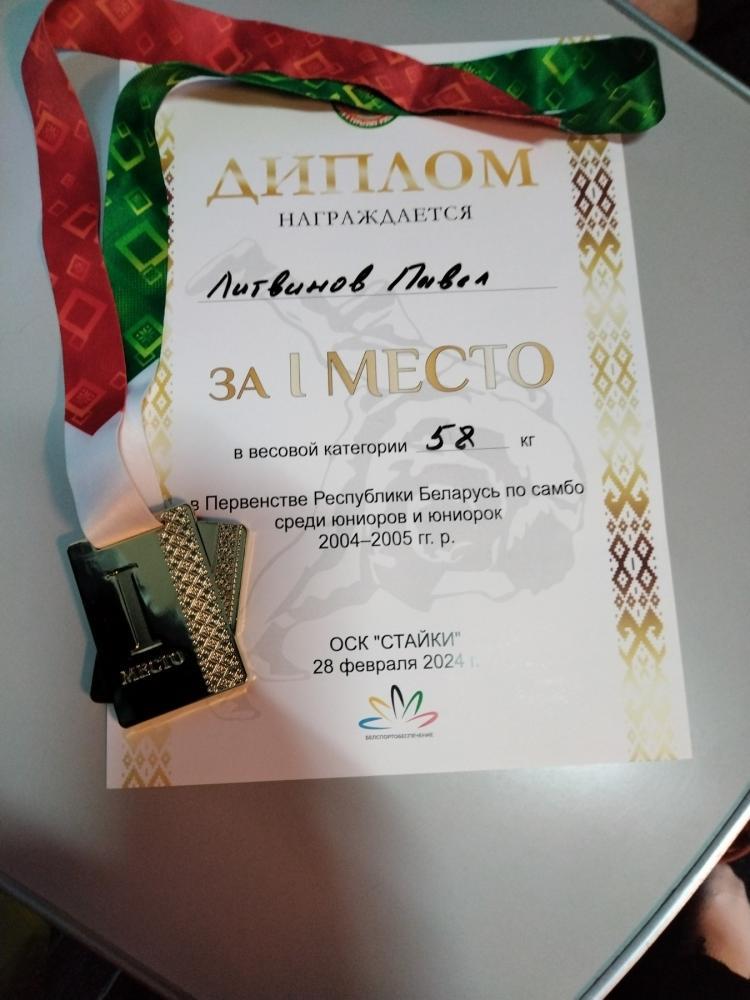 ДИПЛОМ
НАГРАЖДАЕТСЯ
Литвинов Павел
ЗА I МЕСТО
в весовой категории 58 кг
в Первенстве Республики Беларусь по самбо
среди юниоров и юниорок
2004–2005 гг. р.
ОСК "СТАЙКИ"
28 февраля 2024 г.
БЕЛСПОРТОБЕСПЕЧЕНИЕ
I
МЕСТО